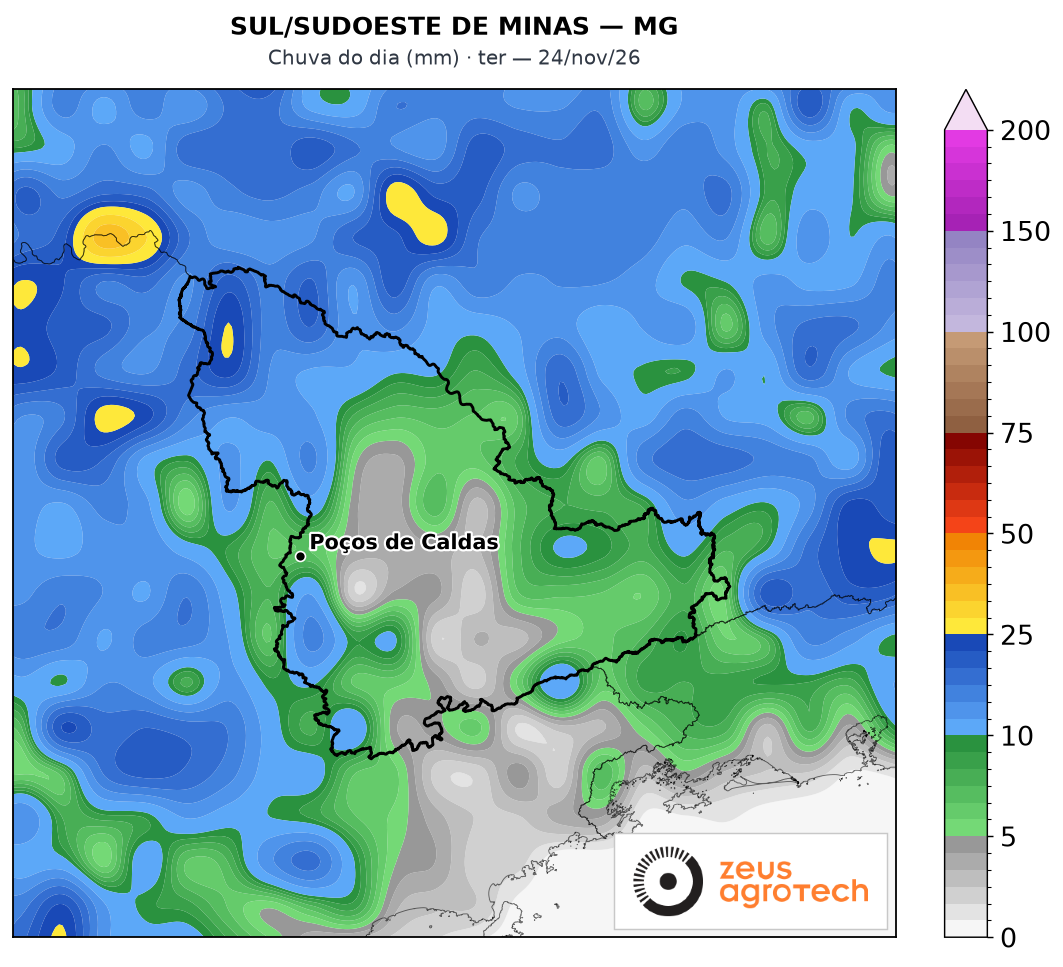 SUL/SUDOESTE DE MINAS — MG
Chuva do dia (mm) · ter — 24/nov/26
200
150
100
75
50
25
10
5
0
Poços de Caldas
zeus
agrotech